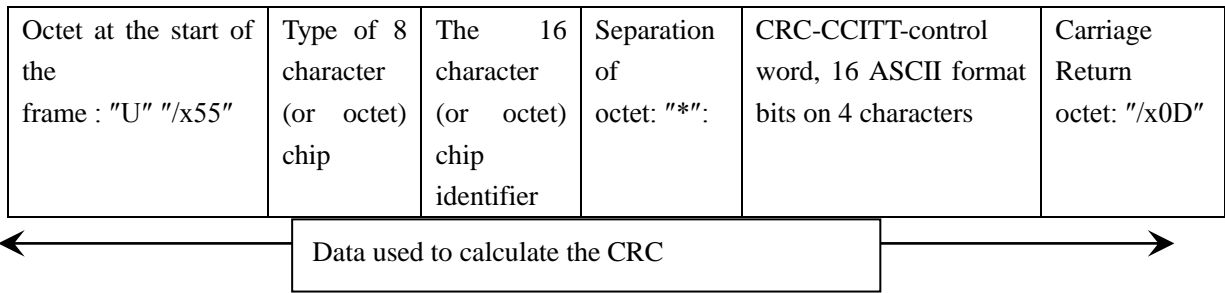 Octet at the start of
the
frame : "U" "/x55"
Type of 8
character
(or octet)
chip
The 16
character
(or octet)
chip
identifier
Separation
of
octet: "*":
CRC-CCITT-control
word, 16 ASCII format
bits on 4 characters
Carriage
Return
octet: "/x0D"
Data used to calculate the CRC